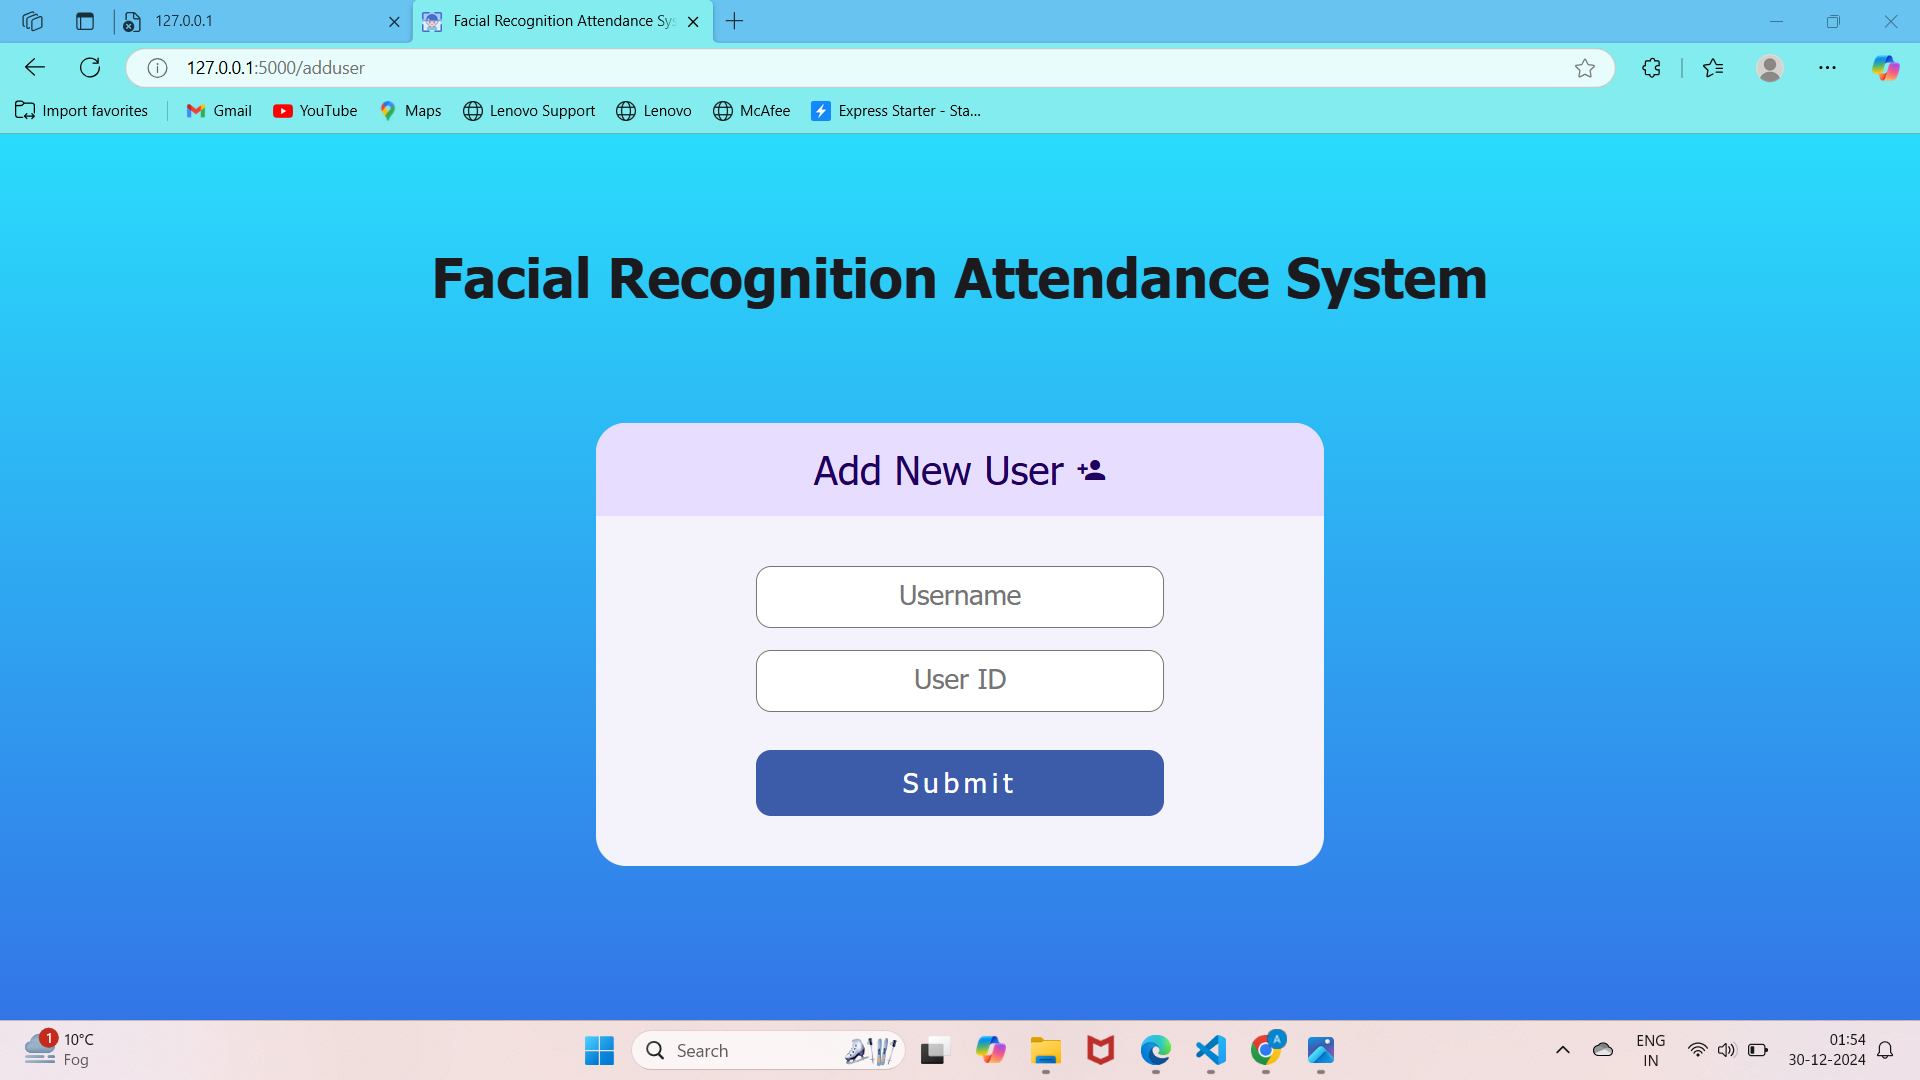 127.0.0.1
Facial Recognition Attendance Sys
127.0.0.1:5000/adduser
Import favorites
Gmail
YouTube
Maps
Lenovo Support
Lenovo
McAfee
Express Starter - Sta...
Facial Recognition Attendance System
Add New User
Username
User ID
Submit
1
10°C
Fog
Search
A
ENG
IN
01:54
30-12-2024